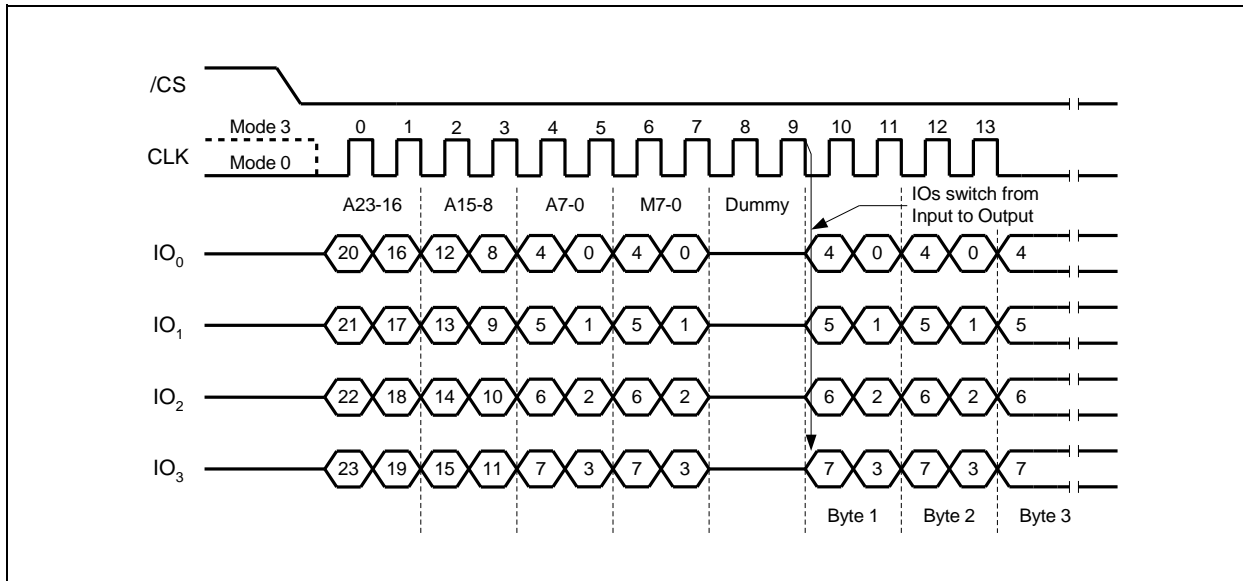 /CS
Mode 3 0 1 2 3 4 5 6 7 8 9 10 11 12 13
CLK
Mode 0
A23-16 A15-8 A7-0 M7-0 Dummy
IOs switch from
Input to Output
IO0 20 16 12 8 4 0 4 0 4 0 4 0 4
IO1 21 17 13 9 5 1 5 1 5 1 5 1 5
IO2 22 18 14 10 6 2 6 2 6 2 6 2 6
IO3 23 19 15 11 7 3 7 3 7 3 7 3 7
Byte 1 Byte 2 Byte 3